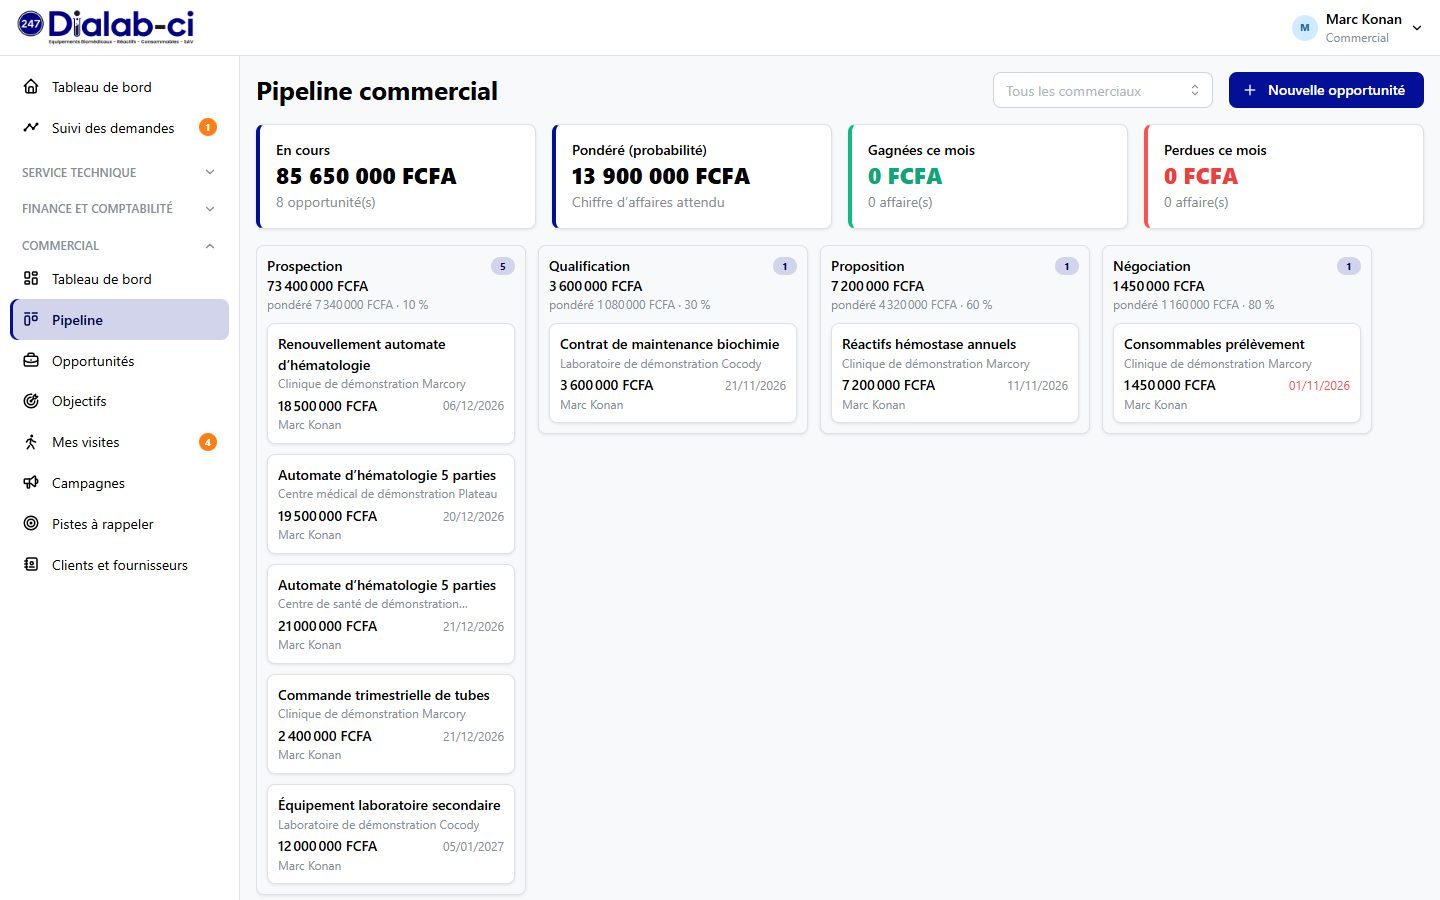 247 Dialab-ci
Equipements Biomédicaux - Réactifs - Consommables - SAV
Marc Konan
M
Commercial
Tableau de bord
Suivi des demandes
1
SERVICE TECHNIQUE
FINANCE ET COMPTABILITÉ
COMMERCIAL
Tableau de bord
Pipeline
Opportunités
Objectifs
Mes visites
4
Campagnes
Pistes à rappeler
Clients et fournisseurs
Pipeline commercial
Tous les commerciaux
+ Nouvelle opportunité
En cours
85 650 000 FCFA
8 opportunité(s)
Pondéré (probabilité)
13 900 000 FCFA
Chiffre d'affaires attendu
Gagnées ce mois
0 FCFA
0 affaire(s)
Perdues ce mois
0 FCFA
0 affaire(s)
Prospection
5
73 400 000 FCFA
pondéré 7 340 000 FCFA · 10 %
Renouvellement automate
d'hématologie
Clinique de démonstration Marcory
18 500 000 FCFA 06/12/2026
Marc Konan
Automate d'hématologie 5 parties
Centre médical de démonstration Plateau
19 500 000 FCFA 20/12/2026
Marc Konan
Automate d'hématologie 5 parties
Centre de santé de démonstration...
21 000 000 FCFA 21/12/2026
Marc Konan
Commande trimestrielle de tubes
Clinique de démonstration Marcory
2 400 000 FCFA 21/12/2026
Marc Konan
Équipement laboratoire secondaire
Laboratoire de démonstration Cocody
12 000 000 FCFA 05/01/2027
Marc Konan
Qualification
1
3 600 000 FCFA
pondéré 1 080 000 FCFA · 30 %
Contrat de maintenance biochimie
Laboratoire de démonstration Cocody
3 600 000 FCFA 21/11/2026
Marc Konan
Proposition
1
7 200 000 FCFA
pondéré 4 320 000 FCFA · 60 %
Réactifs hémostase annuels
Clinique de démonstration Marcory
7 200 000 FCFA 11/11/2026
Marc Konan
Négociation
1
1 450 000 FCFA
pondéré 1 160 000 FCFA · 80 %
Consommables prélèvement
Clinique de démonstration Marcory
1 450 000 FCFA 01/11/2026
Marc Konan